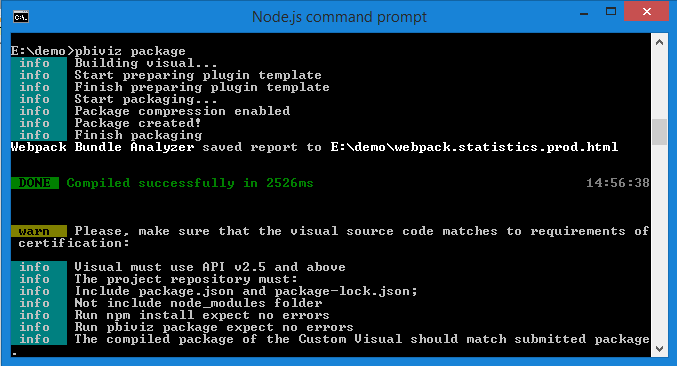 Node.js command prompt
E:\demo>pbiviz package
info Building visual...
info Start preparing plugin template
info Finish preparing plugin template
info Start packaging...
info Package compression enabled
info Package created!
info Finish packaging
Webpack Bundle Analyzer saved report to E:\demo\webpack.statistics.prod.html
DONE Compiled successfully in 2526ms 14:56:38
warn Please, make sure that the visual source code matches to requirements of
certification:
info Visual must use API v2.5 and above
info The project repository must:
info Include package.json and package-lock.json;
info Not include node_modules folder
info Run npm install expect no errors
info Run pbiviz package expect no errors
info The compiled package of the Custom Visual should match submitted package
.